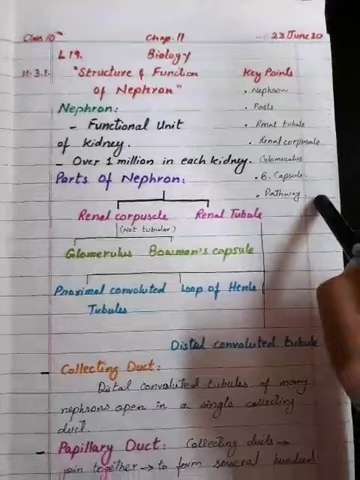 Class 10th Chap. 11 23 June 20
L 19. Biology
11.3.1. "Structure & Function
of Nephron"
Key Points
• Nephron
• Parts
• Renal tubule
• Renal corpuscle
• Glomerulus
• B. Capsule
• Pathway
Nephron:
- Functional Unit
of kidney.
- Over 1 million in each kidney.
Parts of Nephron:
Renal corpuscle Renal Tubule
(Not tubular)
Glomerulus Bowman's capsule
Proximal convoluted Loop of Henle
Tubules
Distal convoluted tubule
- Collecting Duct:
Distal convoluted tubules of many
nephrons open in a single collecting
duct.
- Papillary Duct: Collecting ducts →
join together → to form several hundred